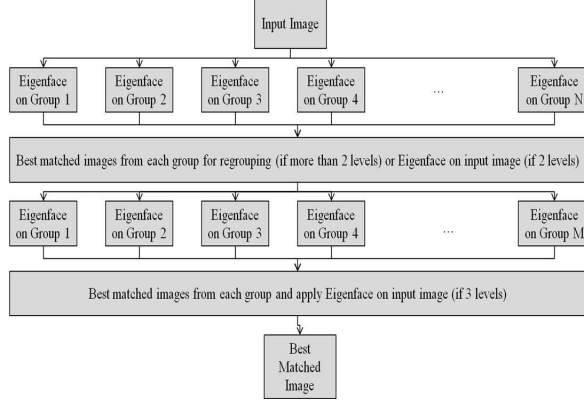 Input Image
Eigenface
on Group 1
Eigenface
on Group 2
Eigenface
on Group 3
Eigenface
on Group 4
...
Eigenface
on Group N
Best matched images from each group for regrouping (if more than 2 levels) or Eigenface on input image (if 2 levels)
Eigenface
on Group 1
Eigenface
on Group 2
Eigenface
on Group 3
Eigenface
on Group 4
...
Eigenface
on Group M
Best matched images from each group and apply Eigenface on input image (if 3 levels)
Best
Matched
Image